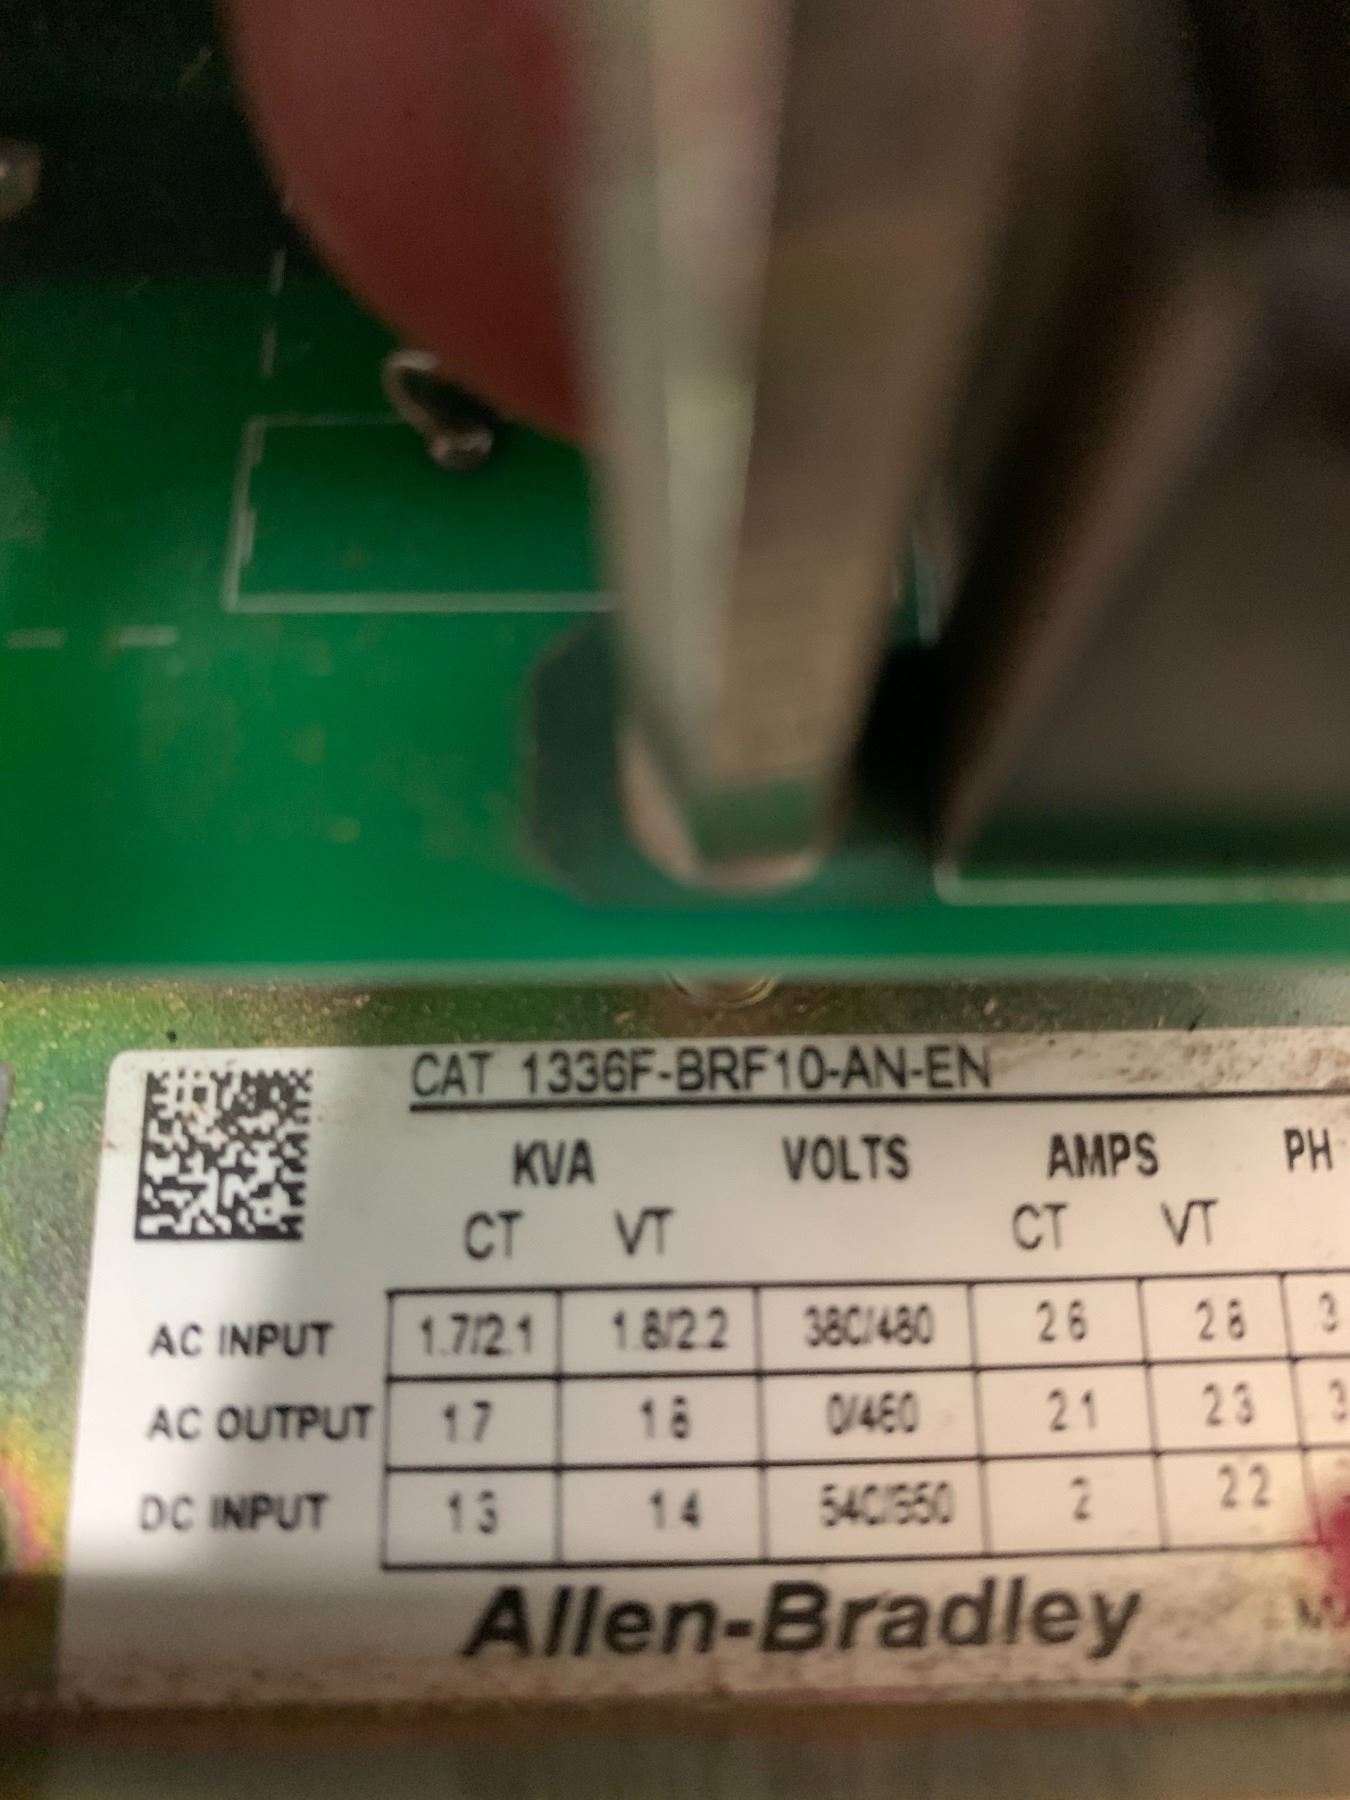 CAT 1336F-BRF10-AN-EN
KVA VOLTS AMPS PH
CT VT CT VT
AC INPUT 1.7/2.1 1.8/2.2 380/480 2.6 2.8 3
AC OUTPUT 1.7 1.8 0/460 2.1 2.3 3
DC INPUT 1.3 1.4 2 2.2
Allen-Bradley